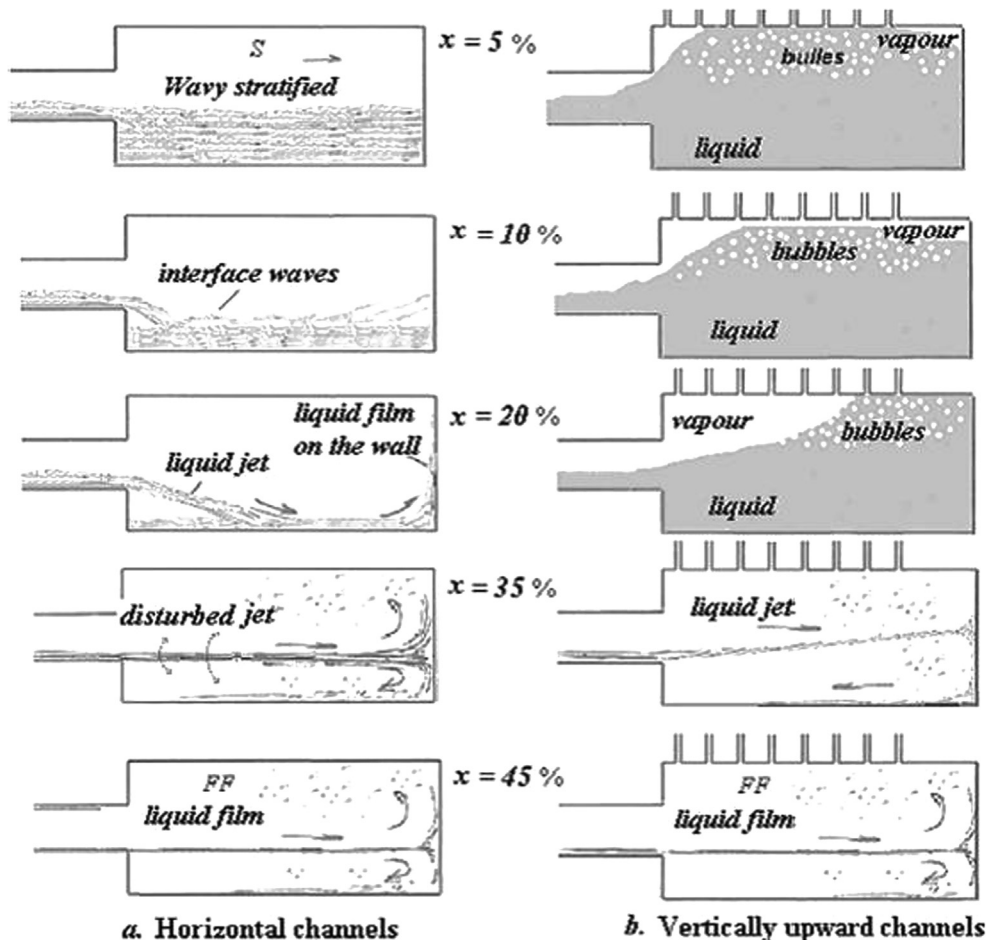 S
Wavy stratified
x = 5 %
bulles
vapour
liquid
interface waves
x = 10 %
bubbles
vapour
liquid
liquid film
on the wall
liquid jet
x = 20 %
vapour
bubbles
liquid
disturbed jet
x = 35 %
liquid jet
FF
liquid film
x = 45 %
FF
liquid film
a. Horizontal channels
b. Vertically upward channels